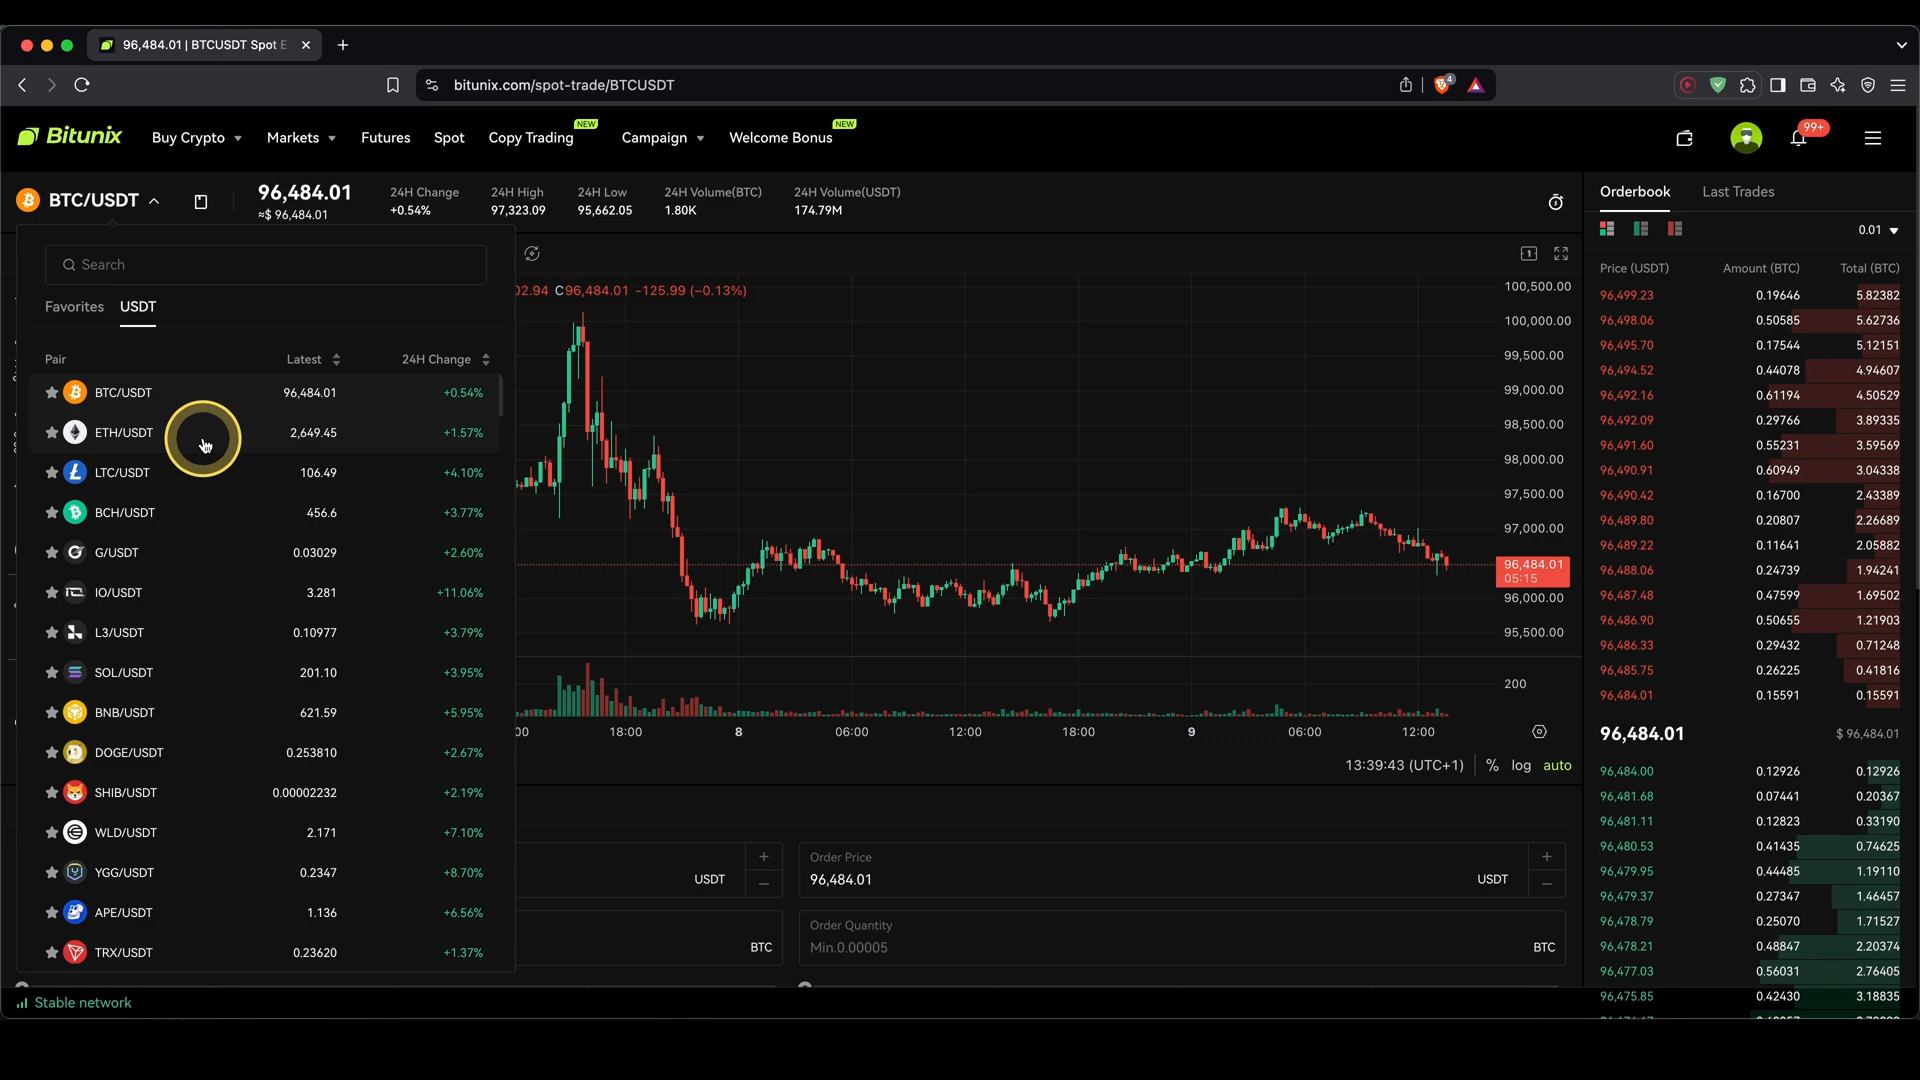 96,484.01 | BTCUSDT Spot E
bitunix.com/spot-trade/BTCUSDT
4
Bitunix
Buy Crypto
Markets
Futures
Spot
Copy Trading
NEW
Campaign
Welcome Bonus
NEW
99+
BTC/USDT
96,484.01
≈$ 96,484.01
24H Change
+0.54%
24H High
97,323.09
24H Low
95,662.05
24H Volume(BTC)
1.80K
24H Volume(USDT)
174.79M
Search
Favorites USDT
Pair Latest 24H Change
BTC/USDT 96,484.01 +0.54%
ETH/USDT 2,649.45 +1.57%
LTC/USDT 106.49 +4.10%
BCH/USDT 456.6 +3.77%
G/USDT 0.03029 +2.60%
IO/USDT 3.281 +11.06%
L3/USDT 0.10977 +3.79%
SOL/USDT 201.10 +3.95%
BNB/USDT 621.59 +5.95%
DOGE/USDT 0.253810 +2.67%
SHIB/USDT 0.00002232 +2.19%
WLD/USDT 2.171 +7.10%
YGG/USDT 0.2347 +8.70%
APE/USDT 1.136 +6.56%
TRX/USDT 0.23620 +1.37%
02.94 C96,484.01 -125.99 (−0.13%)
1
100,500.00
100,000.00
99,500.00
99,000.00
98,500.00
98,000.00
97,500.00
97,000.00
96,484.01
05:15
96,000.00
95,500.00
200
00 18:00 8 06:00 12:00 18:00 9 06:00 12:00
13:39:43 (UTC+1) % log auto
USDT
BTC
Order Price
96,484.01 USDT
Order Quantity
Min.0.00005 BTC
Orderbook Last Trades
0.01
Price (USDT) Amount (BTC) Total (BTC)
96,499.23 0.19646 5.82382
96,498.06 0.50585 5.62736
96,495.70 0.17544 5.12151
96,494.52 0.44078 4.94607
96,492.16 0.61194 4.50529
96,492.09 0.29766 3.89335
96,491.60 0.55231 3.59569
96,490.91 0.60949 3.04338
96,490.42 0.16700 2.43389
96,489.80 0.20807 2.26689
96,489.22 0.11641 2.05882
96,488.06 0.24739 1.94241
96,487.48 0.47599 1.69502
96,486.90 0.50655 1.21903
96,486.33 0.29432 0.71248
96,485.75 0.26225 0.41816
96,484.01 0.15591 0.15591
96,484.01 $ 96,484.01
96,484.00 0.12926 0.12926
96,481.68 0.07441 0.20367
96,481.11 0.12823 0.33190
96,480.53 0.41435 0.74625
96,479.95 0.44485 1.19110
96,479.37 0.27347 1.46457
96,478.79 0.25070 1.71527
96,478.21 0.48847 2.20374
96,477.03 0.56031 2.76405
96,475.85 0.42430 3.18835
Stable network